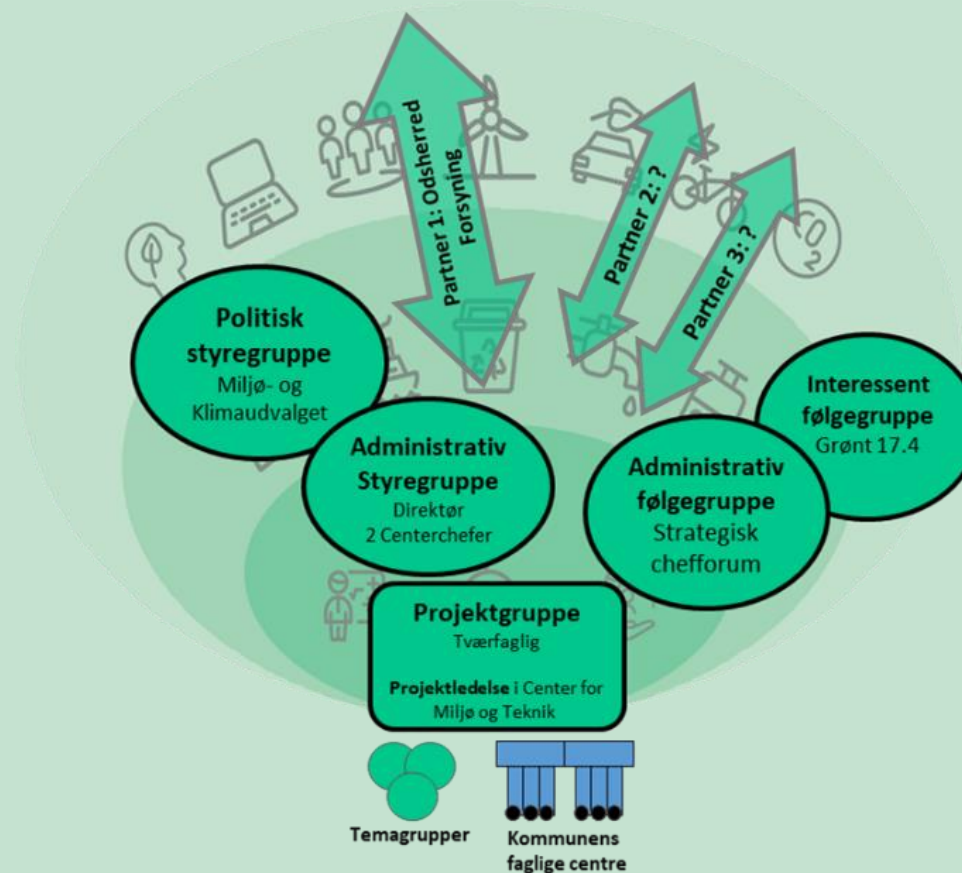 Partner 1: Odsherred
Forsyning
Partner 2: ?
Partner 3: ?
CO
2
Politisk
styregruppe
Miljø- og
Klimaudvalget
Administrativ
Styregruppe
Direktør
2 Centerchefer
Administrativ
følgegruppe
Strategisk
chefforum
Interessent
følgegruppe
Grønt 17.4
Projektgruppe
Tværfaglig
Projektledelse i Center for
Miljø og Teknik
Temagrupper
Kommunens
faglige centre